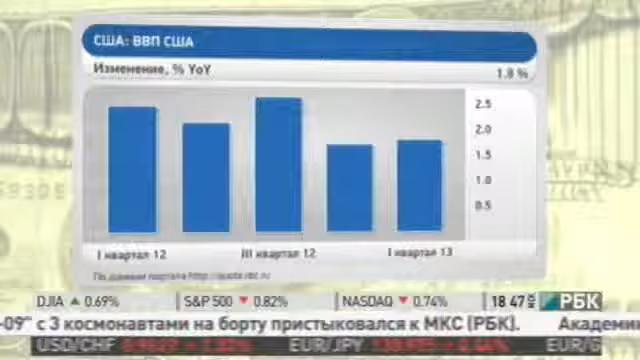 США: ВВП США
Изменение, % YoY
1.8 %
2.5
2.0
1.5
1.0
0.5
I квартал 12
III квартал 12
I квартал 13
По данным портала http://quote.rbc.ru
DJIA ▲ 0.69% S&P 500 ▼ 0.82% NASDAQ ▼ 0.74% 18 47 РБК
-09" с 3 космонавтами на борту пристыковался к МКС (РБК). Академи
USD/CHF EUR/JPY EUR/G